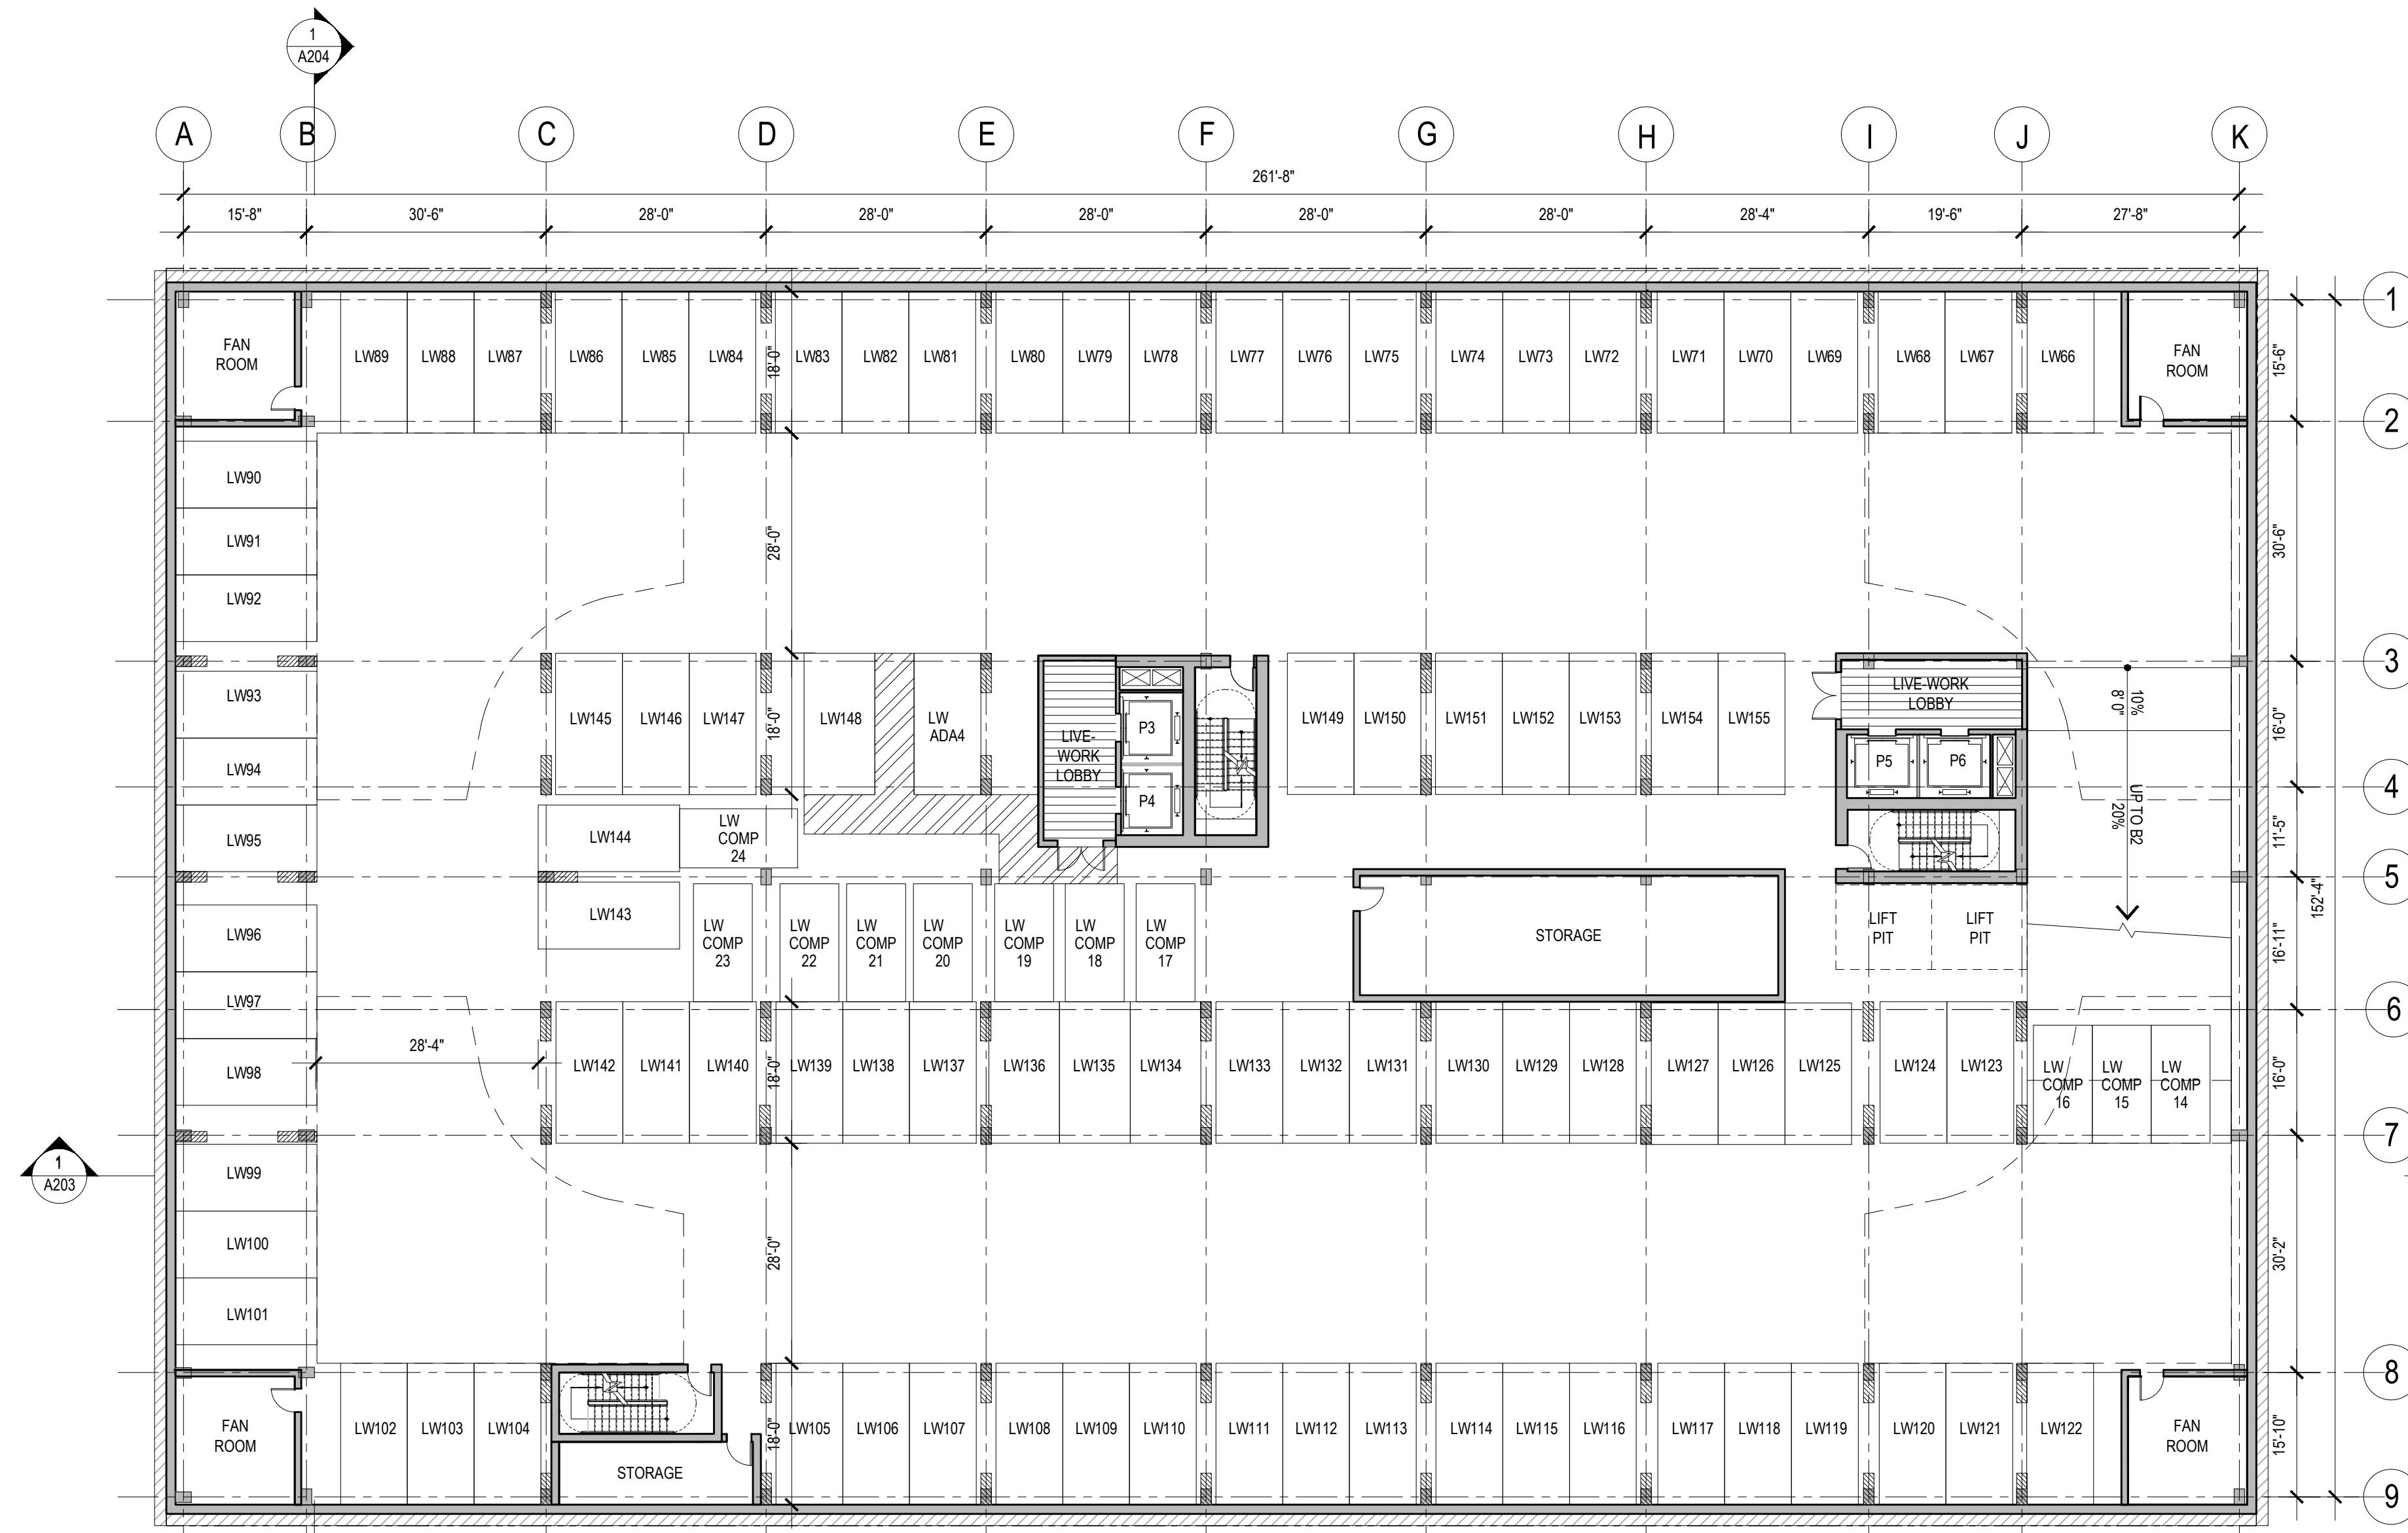 1
A204
A
B
C
D
E
F
G
H
I
J
K
261'-8"
15'-8"
30'-6"
28'-0"
28'-0"
28'-0"
28'-0"
28'-0"
28'-4"
19'-6"
27'-8"
1
FAN
ROOM
LW89
LW88
LW87
LW86
LW85
LW84
18'-0"
LW83
LW82
LW81
LW80
LW79
LW78
LW77
LW76
LW75
LW74
LW73
LW72
LW71
LW70
LW69
LW68
LW67
LW66
FAN
ROOM
15'-6"
2
LW90
LW91
LW92
28'-0"
30'-6"
3
LW93
LW94
LW95
LW145
LW146
LW147
18'-0"
LW148
LW
ADA4
LIVE-
WORK
LOBBY
P3
P4
LW149
LW150
LW151
LW152
LW153
LW154
LW155
LIVE-WORK
LOBBY
P5
P6
10%
8'.0"
UP TO B2
20%
16'-0"
4
LW144
LW
COMP
24
11'-5"
5
LW143
LW
COMP
23
LW
COMP
22
LW
COMP
21
LW
COMP
20
LW
COMP
19
LW
COMP
18
LW
COMP
17
STORAGE
LIFT
PIT
LIFT
PIT
16'-11"
152'-4"
6
LW96
LW97
LW98
28'-4"
LW142
LW141
LW140
18'-0"
LW139
LW138
LW137
LW136
LW135
LW134
LW133
LW132
LW131
LW130
LW129
LW128
LW127
LW126
LW125
LW124
LW123
LW
COMP
16
LW
COMP
15
LW
COMP
14
16'-0"
7
1
A203
LW99
LW100
LW101
28'-0"
30'-2"
8
FAN
ROOM
LW102
LW103
LW104
STORAGE
18'-0"
LW105
LW106
LW107
LW108
LW109
LW110
LW111
LW112
LW113
LW114
LW115
LW116
LW117
LW118
LW119
LW120
LW121
LW122
FAN
ROOM
15'-10"
9